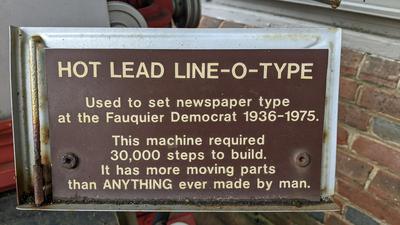 HOT LEAD LINE-O-TYPE
Used to set newspaper type
at the Fauquier Democrat 1936-1975.
This machine required
30,000 steps to build.
It has more moving parts
than ANYTHING ever made by man.